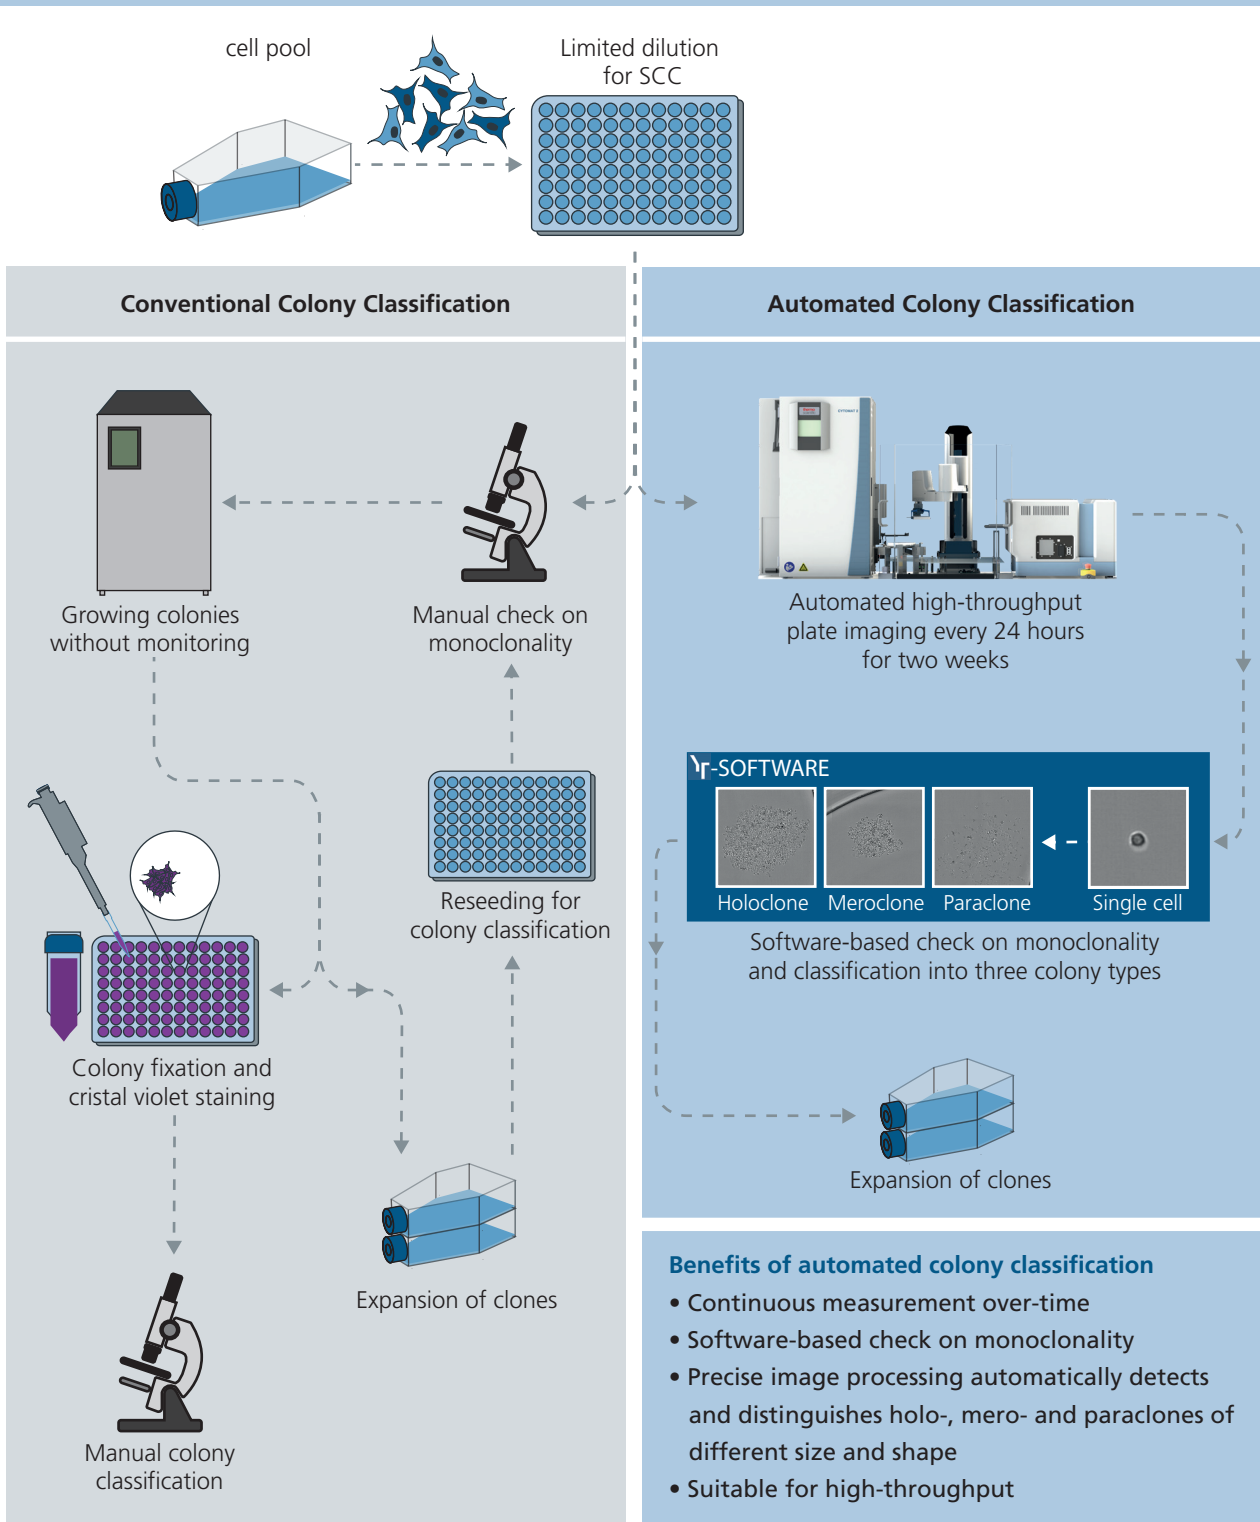 cell pool
Limited dilution
for SCC
Conventional Colony Classification
Growing colonies
without monitoring
Manual check on
monoclonality
Reseeding for
colony classification
Colony fixation and
cristal violet staining
Expansion of clones
Manual colony
classification
Automated Colony Classification
Automated high-throughput
plate imaging every 24 hours
for two weeks
-SOFTWARE
Holoclone Meroclone Paraclone Single cell
Software-based check on monoclonality
and classification into three colony types
Expansion of clones
Benefits of automated colony classification
• Continuous measurement over-time
• Software-based check on monoclonality
• Precise image processing automatically detects
and distinguishes holo-, mero- and paraclones of
different size and shape
• Suitable for high-throughput